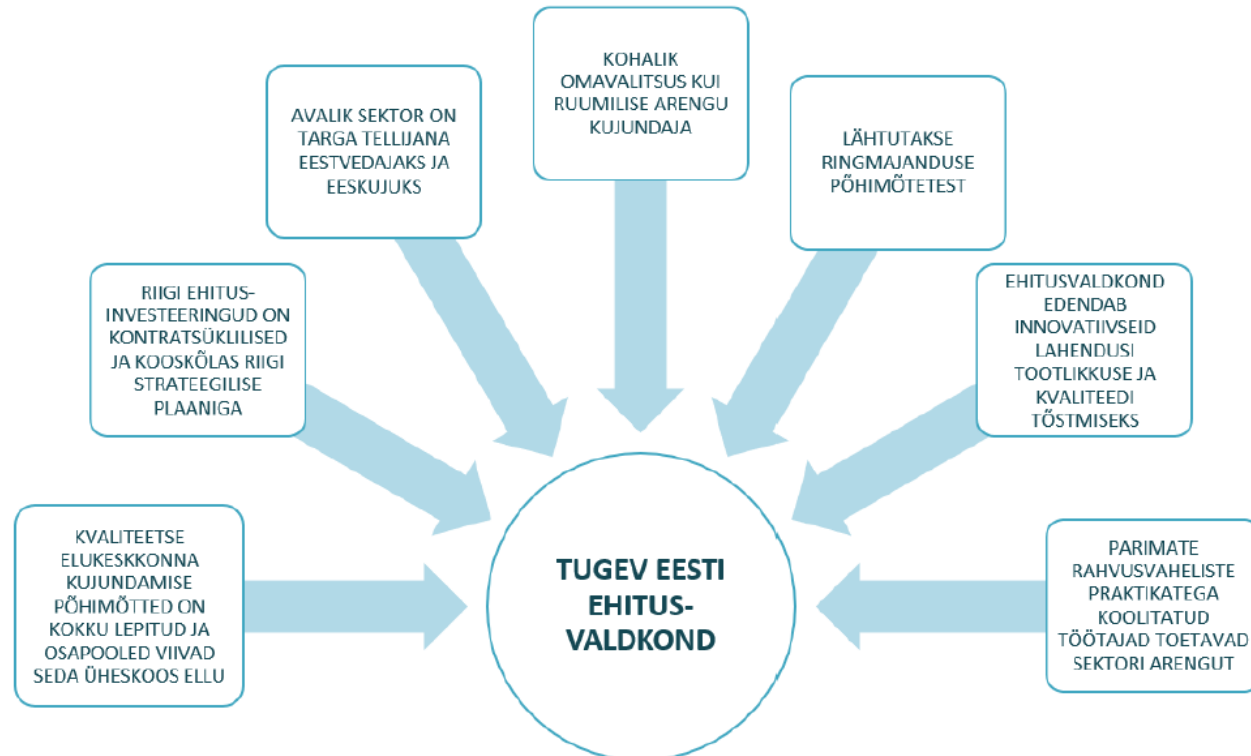 KVALITEETSE
ELUKESKKONNA
KUJUNDAMISE
PÕHIMÕTTED ON
KOKKU LEPITUD JA
OSAPOOLED VIIVAD
SEDA ÜHESKOOS ELLU
RIIGI EHITUS-
INVESTEERINGUD ON
KONTRATSÜKLILISED
JA KOOSKÕLAS RIIGI
STRATEEGILISE
PLAANIGA
AVALIK SEKTOR ON
TARGA TELLIJANA
EESTVEDAJAKS JA
EESKUJUKS
KOHALIK
OMAVALITSUS KUI
RUUMILISE ARENGU
KUJUNDAJA
LÄHTUTAKSE
RINGMAJANDUSE
PÕHIMÕTETEST
EHITUSVALDKOND
EDENDAB
INNOVATIIVSEID
LAHENDUSI
TOOTLIKKUSE JA
KVALITEEDI
TÕSTMISEKS
PARIMATE
RAHVUSVAHELISTE
PRAKTIKATEGA
KOOLITATUD
TÖÖTAJAD TOETAVAD
SEKTORI ARENGUT
TUGEV EESTI
EHITUS-
VALDKOND